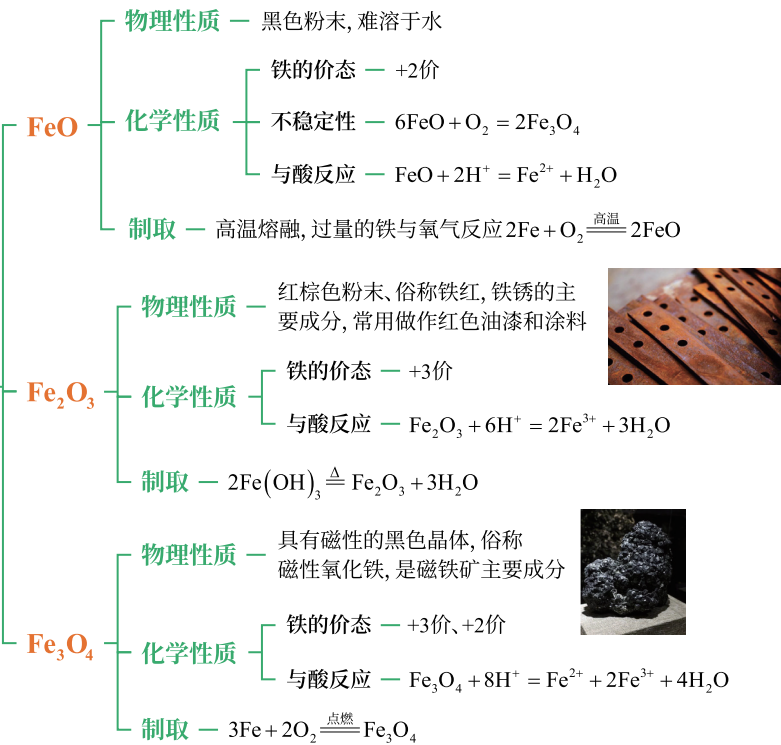 FeO
物理性质
黑色粉末, 难溶于水
化学性质
铁的价态
+2价
不稳定性
6FeO + O₂ = 2Fe₃O₄
与酸反应
FeO + 2H⁺ = Fe²⁺ + H₂O
制取
高温熔融, 过量的铁与氧气反应 2Fe + O₂ 高温 2FeO
Fe₂O₃
物理性质
红棕色粉末、俗称铁红, 铁锈的主
要成分, 常用做作红色油漆和涂料
化学性质
铁的价态
+3价
与酸反应
Fe₂O₃ + 6H⁺ = 2Fe³⁺ + 3H₂O
制取
2Fe(OH)₃ Δ= Fe₂O₃ + 3H₂O
Fe₃O₄
物理性质
具有磁性的黑色晶体, 俗称
磁性氧化铁, 是磁铁矿主要成分
化学性质
铁的价态
+3价、+2价
与酸反应
Fe₃O₄ + 8H⁺ = Fe²⁺ + 2Fe³⁺ + 4H₂O
制取
3Fe + 2O₂ 点燃 Fe₃O₄